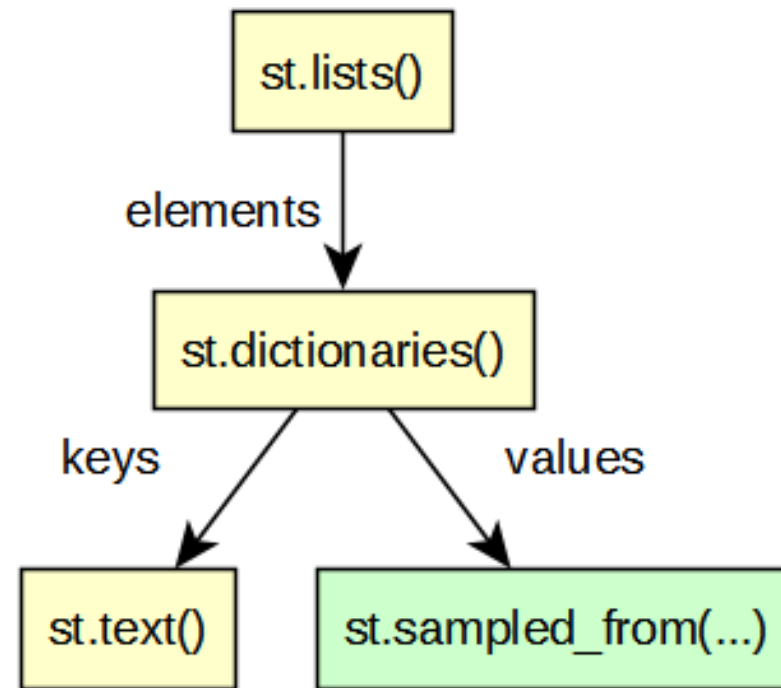 st.lists()
elements
st.dictionaries()
keys
values
st.text()
st.sampled_from(...)